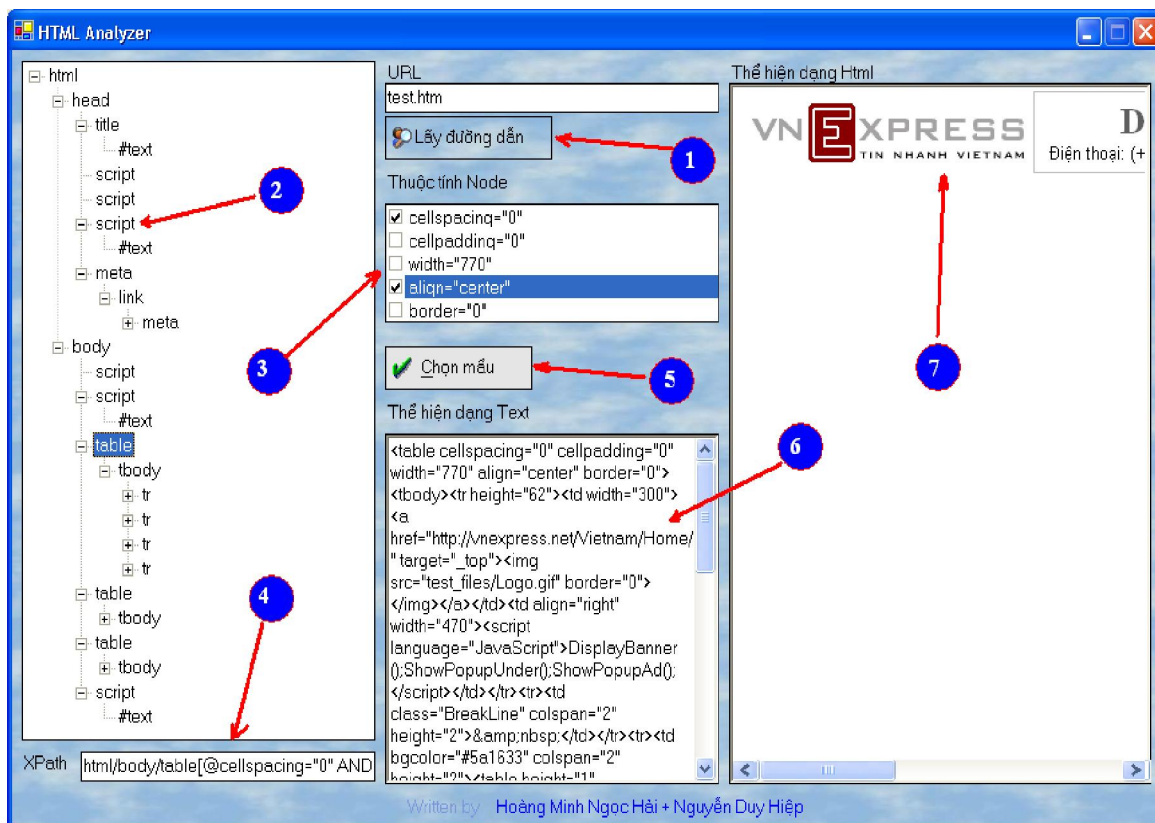 HTML Analyzer
html
head
title
#text
script
script
script
#text
meta
link
meta
body
script
script
#text
table
tbody
tr
tr
tr
tr
table
tbody
table
tbody
script
#text
XPath html/body/table[@cellspacing="0" AND
URL
test.htm
Lấy đường dẫn
Thuộc tính Node
cellspacing="0"
cellpadding="0"
width="770"
align="center"
border="0"
Chọn mẩu
Thể hiện dạng Text
<table cellspacing="0" cellpadding="0"
width="770" align="center" border="0">
<tbody><tr height="62"><td width="300">
<a
href="http://vnexpress.net/Vietnam/Home/
" target="_top"><img
src="test_files/Logo.gif" border="0">
</img></a></td><td align="right"
width="470"><script
language="JavaScript">DisplayBanner
();ShowPopupUnder();ShowPopupAd();
</script></td></tr><tr><td
class="BreakLine" colspan="2"
height="2">&amp;nbsp;</td></tr><tr><td
bgcolor="#5a1633" colspan="2"
height="2"><table height="1"
Thể hiện dạng Html
VNEXPRESS
TIN NHANH VIETNAM
D
Điện thoại: (+
1
2
3
4
5
6
7
Written by Hoàng Minh Ngọc Hải + Nguyễn Duy Hiệp